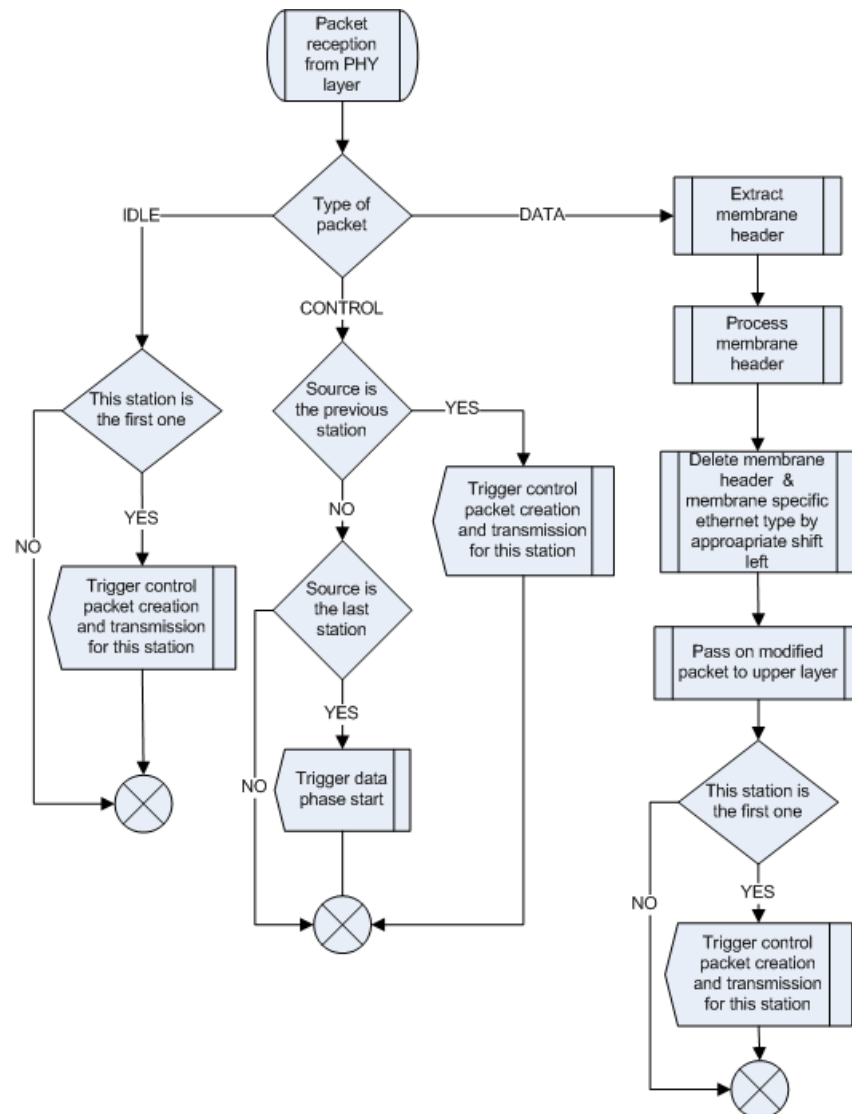 Packet
reception
from PHY
layer
Type of
packet
IDLE
DATA
CONTROL
Extract
membrane
header
Process
membrane
header
Delete membrane
header & 
membrane specific
ethernet type by
approapriate shift
left
Pass on modified
packet to upper
layer
This station is
the first one
YES
NO
Trigger control
packet creation
and transmission
for this station
This station is
the first one
YES
NO
Trigger control
packet creation
and transmission
for this station
Source is
the previous
station
YES
Trigger control
packet creation
and transmission
for this station
NO
Source is
the last
station
YES
NO
Trigger data
phase start